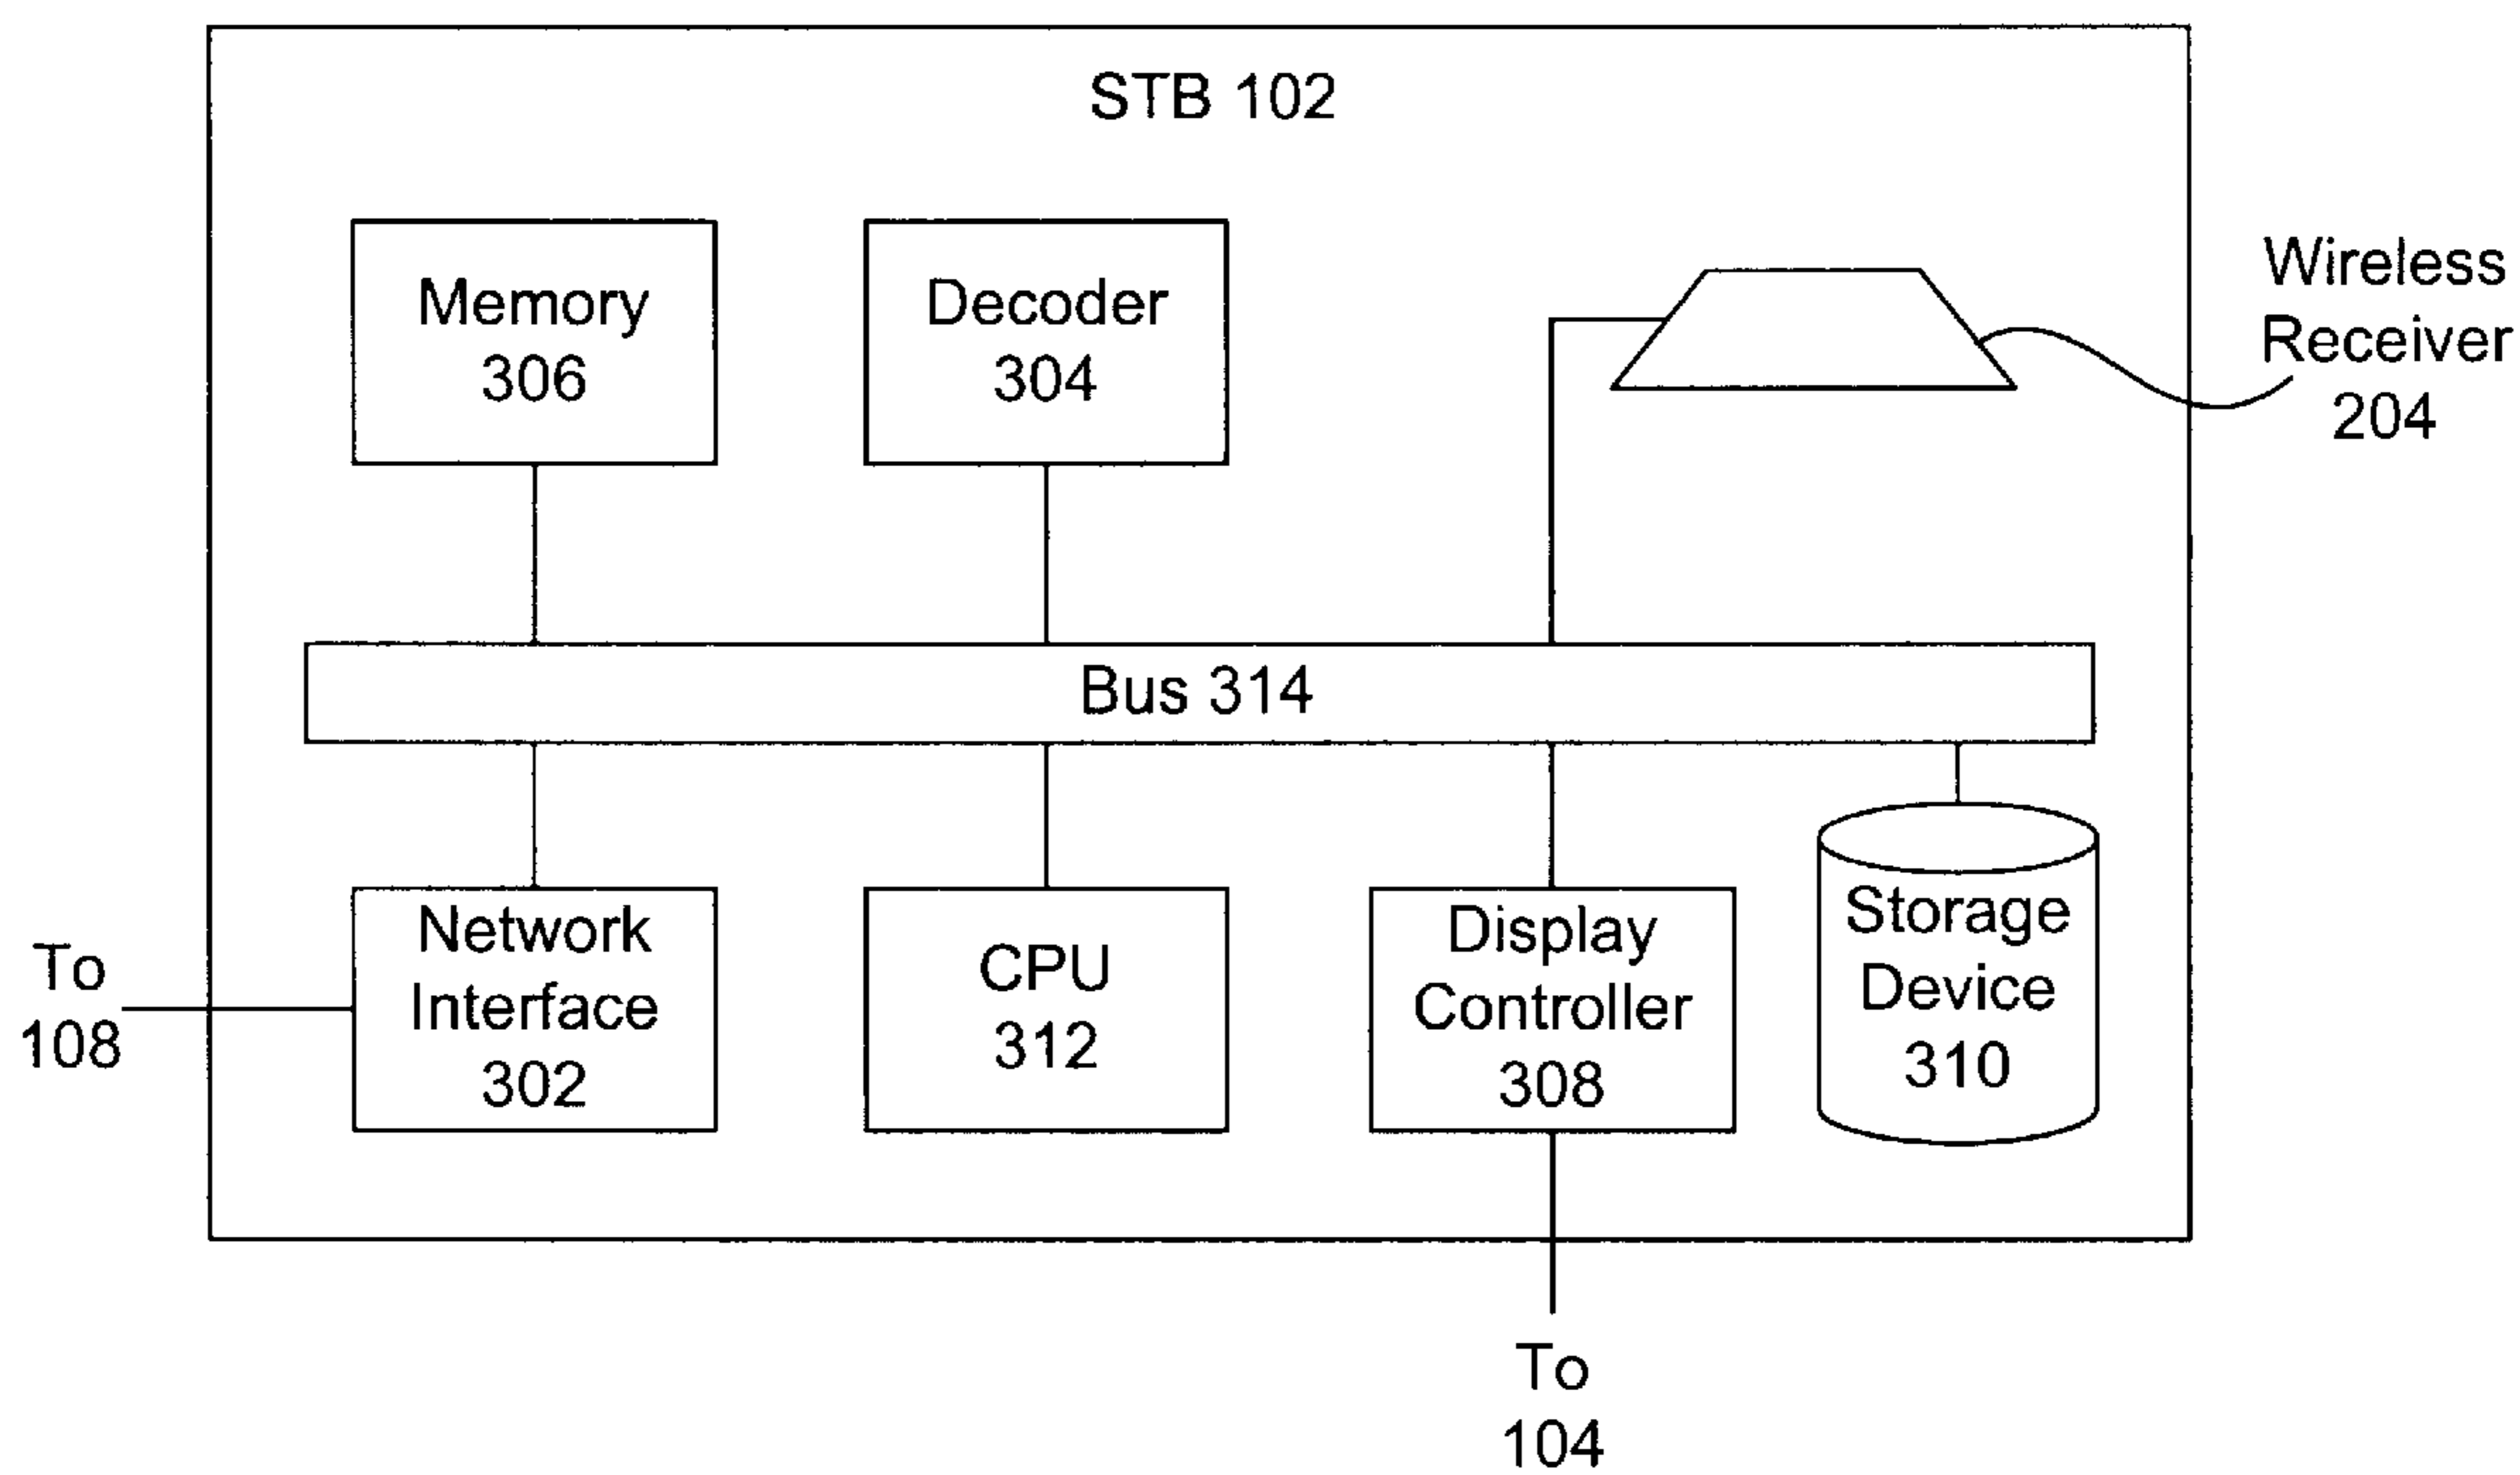 STB 102
Memory
306
Decoder
304
Wireless
Receiver
204
Bus 314
To
108
Network
Interface
302
CPU
312
Display
Controller
308
Storage
Device
310
To
104